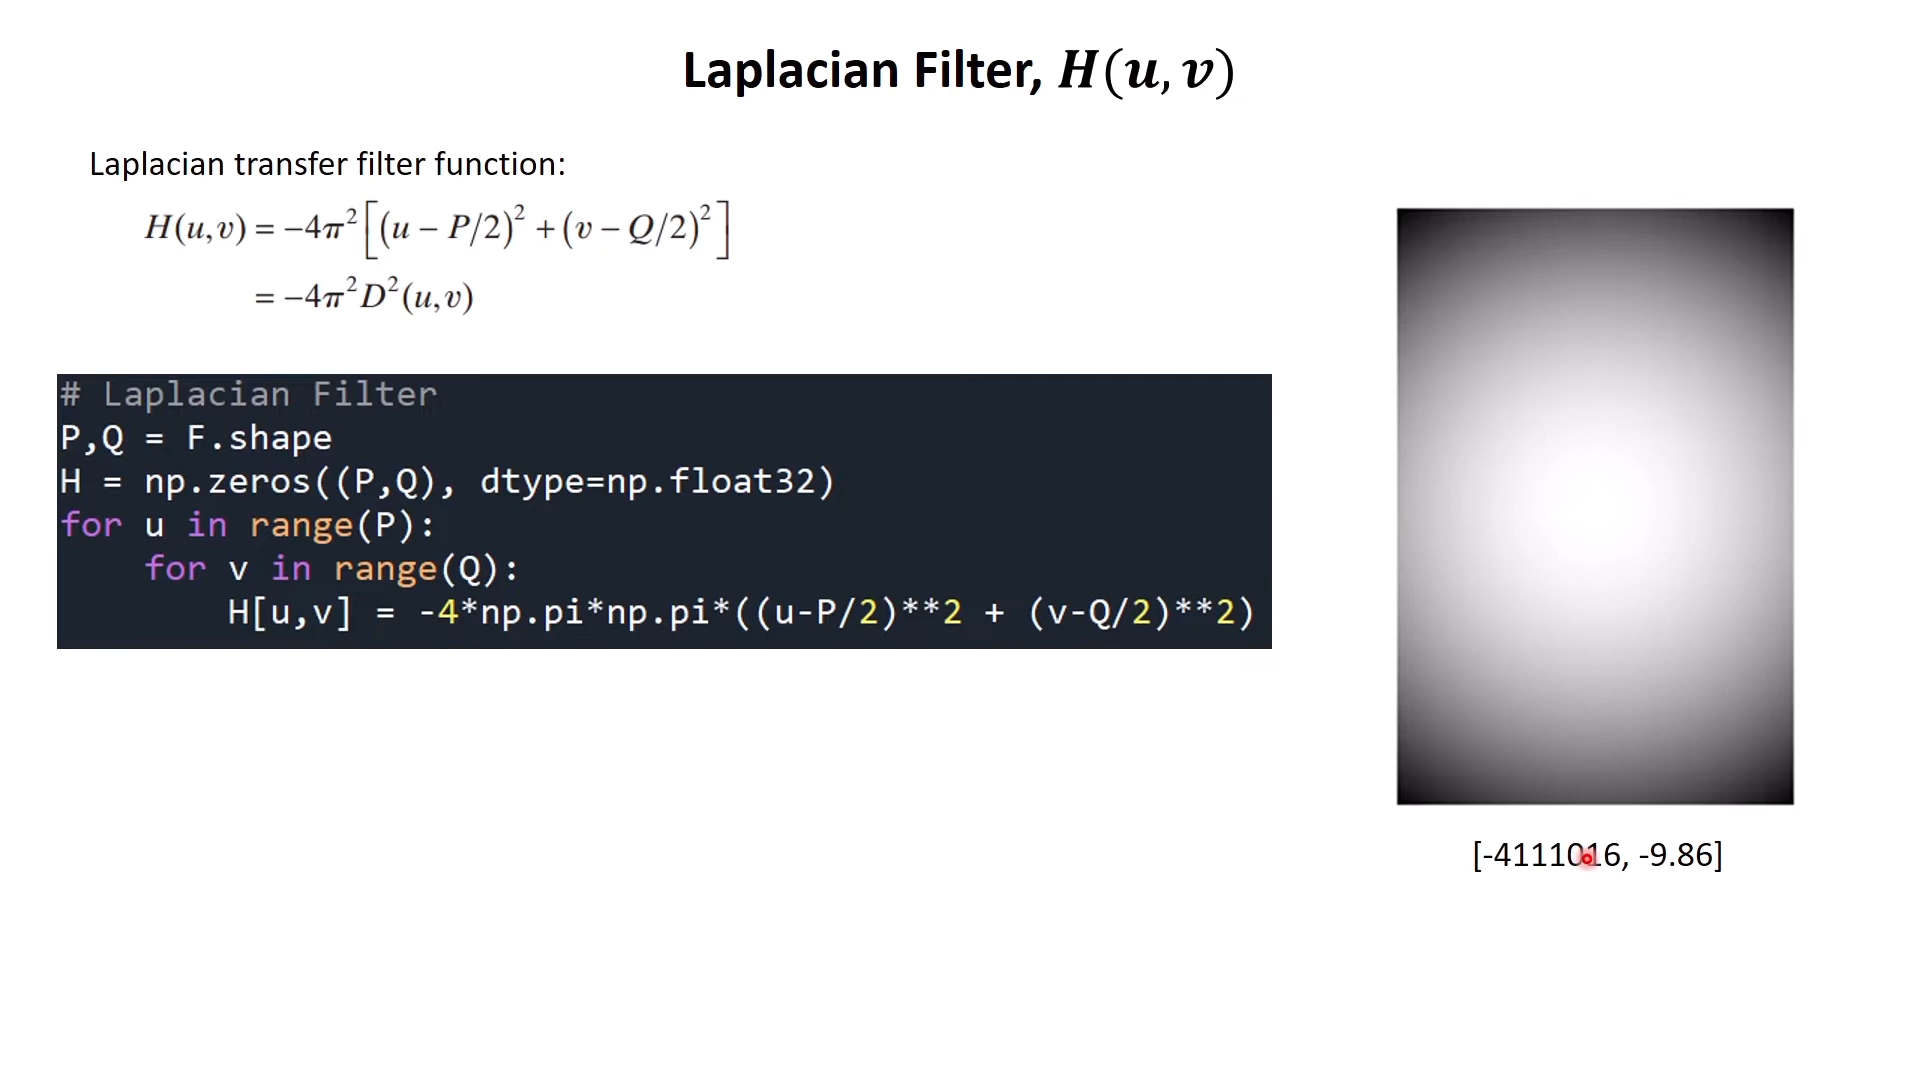 Laplacian Filter, H(u, v)
Laplacian transfer filter function:
H(u,v) = −4π²[(u − P/2)² + (v − Q/2)²]
= −4π²D²(u,v)
# Laplacian Filter
P,Q = F.shape
H = np.zeros((P,Q), dtype=np.float32)
for u in range(P):
    for v in range(Q):
        H[u,v] = -4*np.pi*np.pi*((u-P/2)**2 + (v-Q/2)**2)
[-4111016, -9.86]